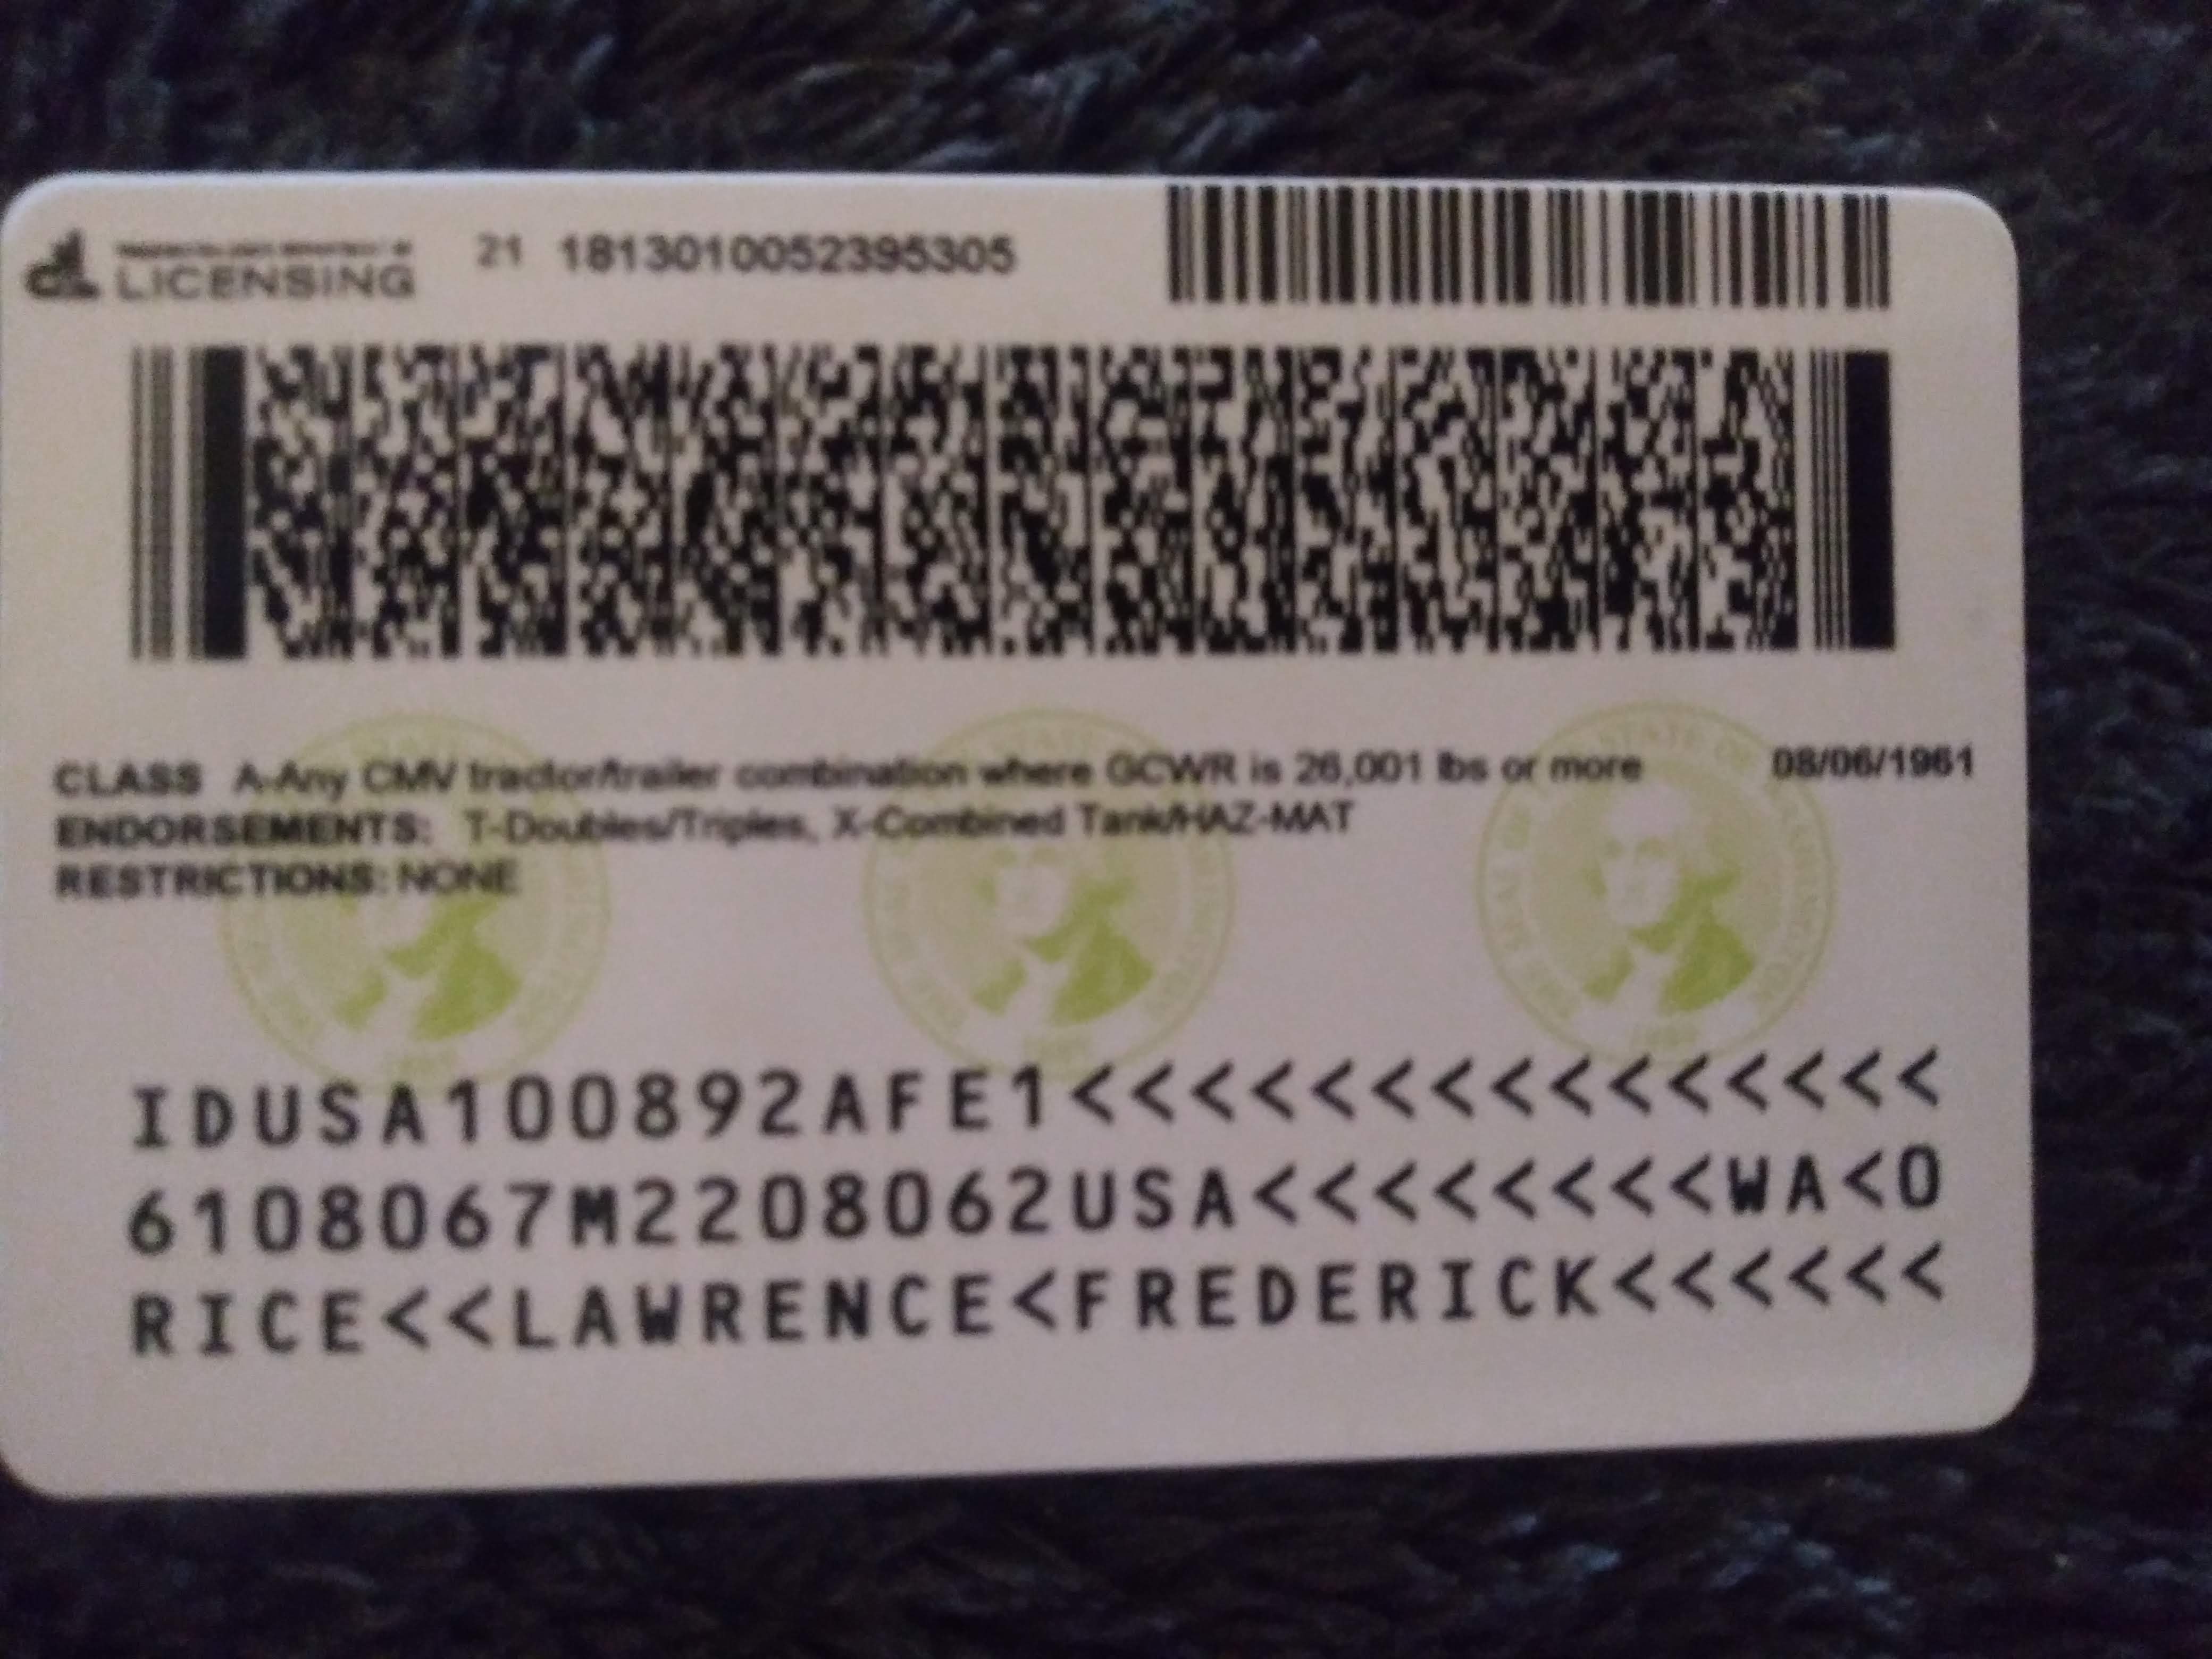 LICENSING 21 1813010052395305
CLASS A-Any CMV tractor/trailer combination where GCWR is 26,001 lbs or more 08/06/1961
ENDORSEMENTS: T-Doubles/Triples, X-Combined Tank/HAZ-MAT
RESTRICTIONS: NONE
IDUSA100892AFE1<<<<<<<<<<<<<<<
6108067M2208062USA<<<<<<<<WA<0
RICE<<LAWRENCE<FREDERICK<<<<<<